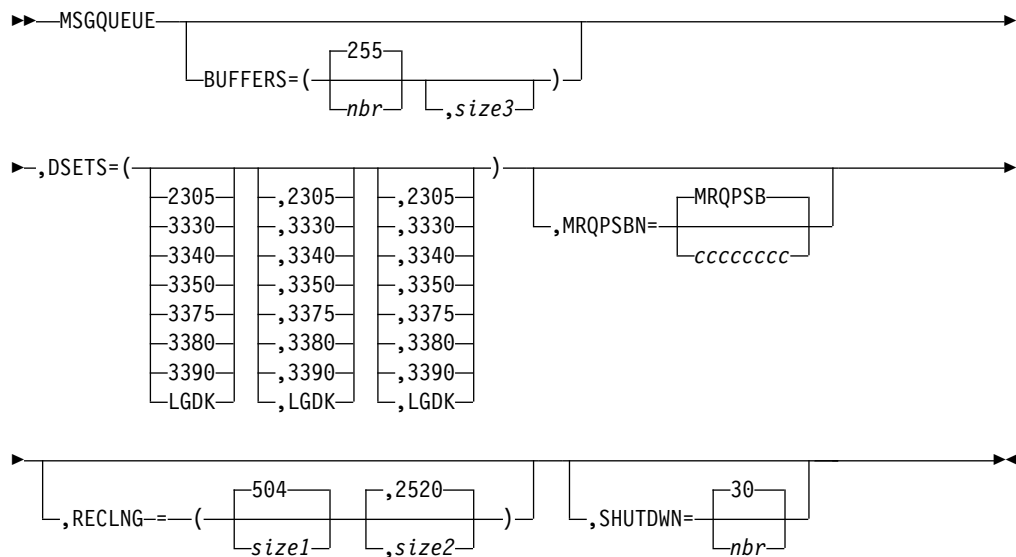 MSGQUEUE
255
BUFFERS=( )
nbr ,size3
,DSETS=( )
2305 ,2305 ,2305 MRQPSB
3330 ,3330 ,3330 ,MRQPSBN=
3340 ,3340 ,3340 cccccccc
3350 ,3350 ,3350
3375 ,3375 ,3375
3380 ,3380 ,3380
3390 ,3390 ,3390
LGDK ,LGDK ,LGDK
504 ,2520 30
,RECLNG = ( ) ,SHUTDWN=
size1 ,size2 nbr